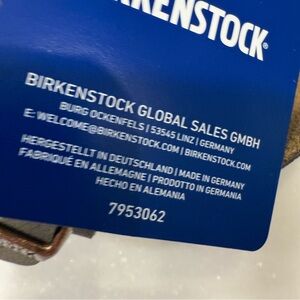 BIRKENSTOCK
BIRKENSTOCK GLOBAL SALES GMBH
BURG OCKENFELS | 53545 LINZ | GERMANY
E: WELCOME@BIRKENSTOCK.COM | BIRKENSTOCK.COM
HERGESTELLT IN DEUTSCHLAND | MADE IN GERMANY
FABRIQUÉ EN ALLEMAGNE | PRODOTTO IN GERMANIA
HECHO EN ALEMANIA
7953062